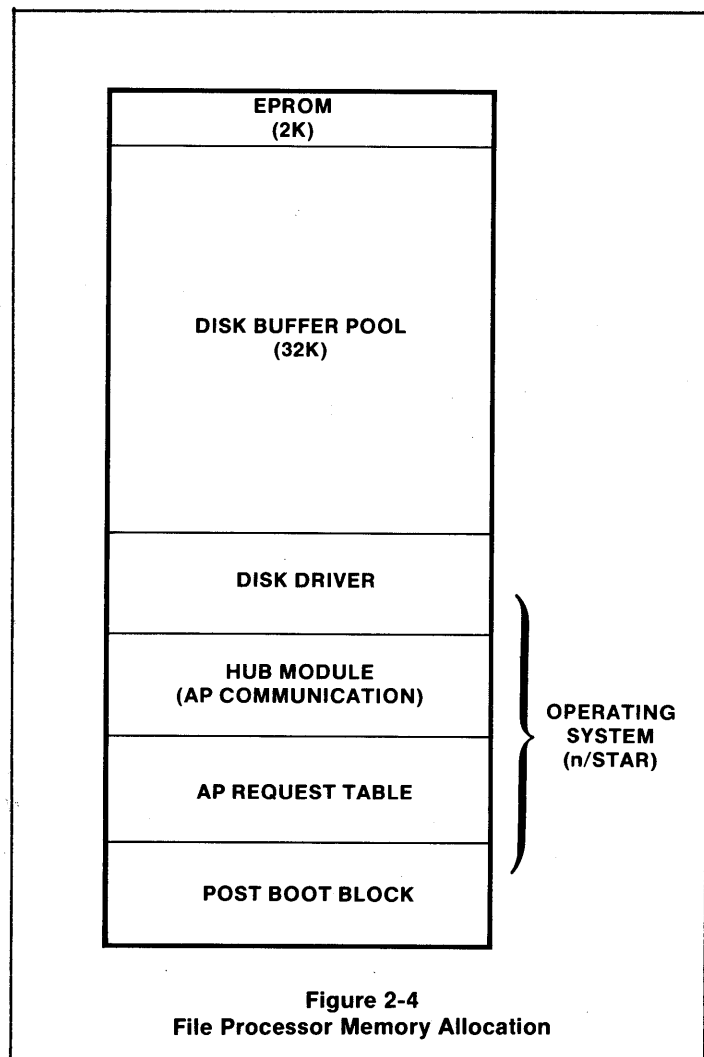 EPROM
(2K)
DISK BUFFER POOL
(32K)
DISK DRIVER
HUB MODULE
(AP COMMUNICATION)
AP REQUEST TABLE
POST BOOT BLOCK
OPERATING
SYSTEM
(n/STAR)
Figure 2-4
File Processor Memory Allocation